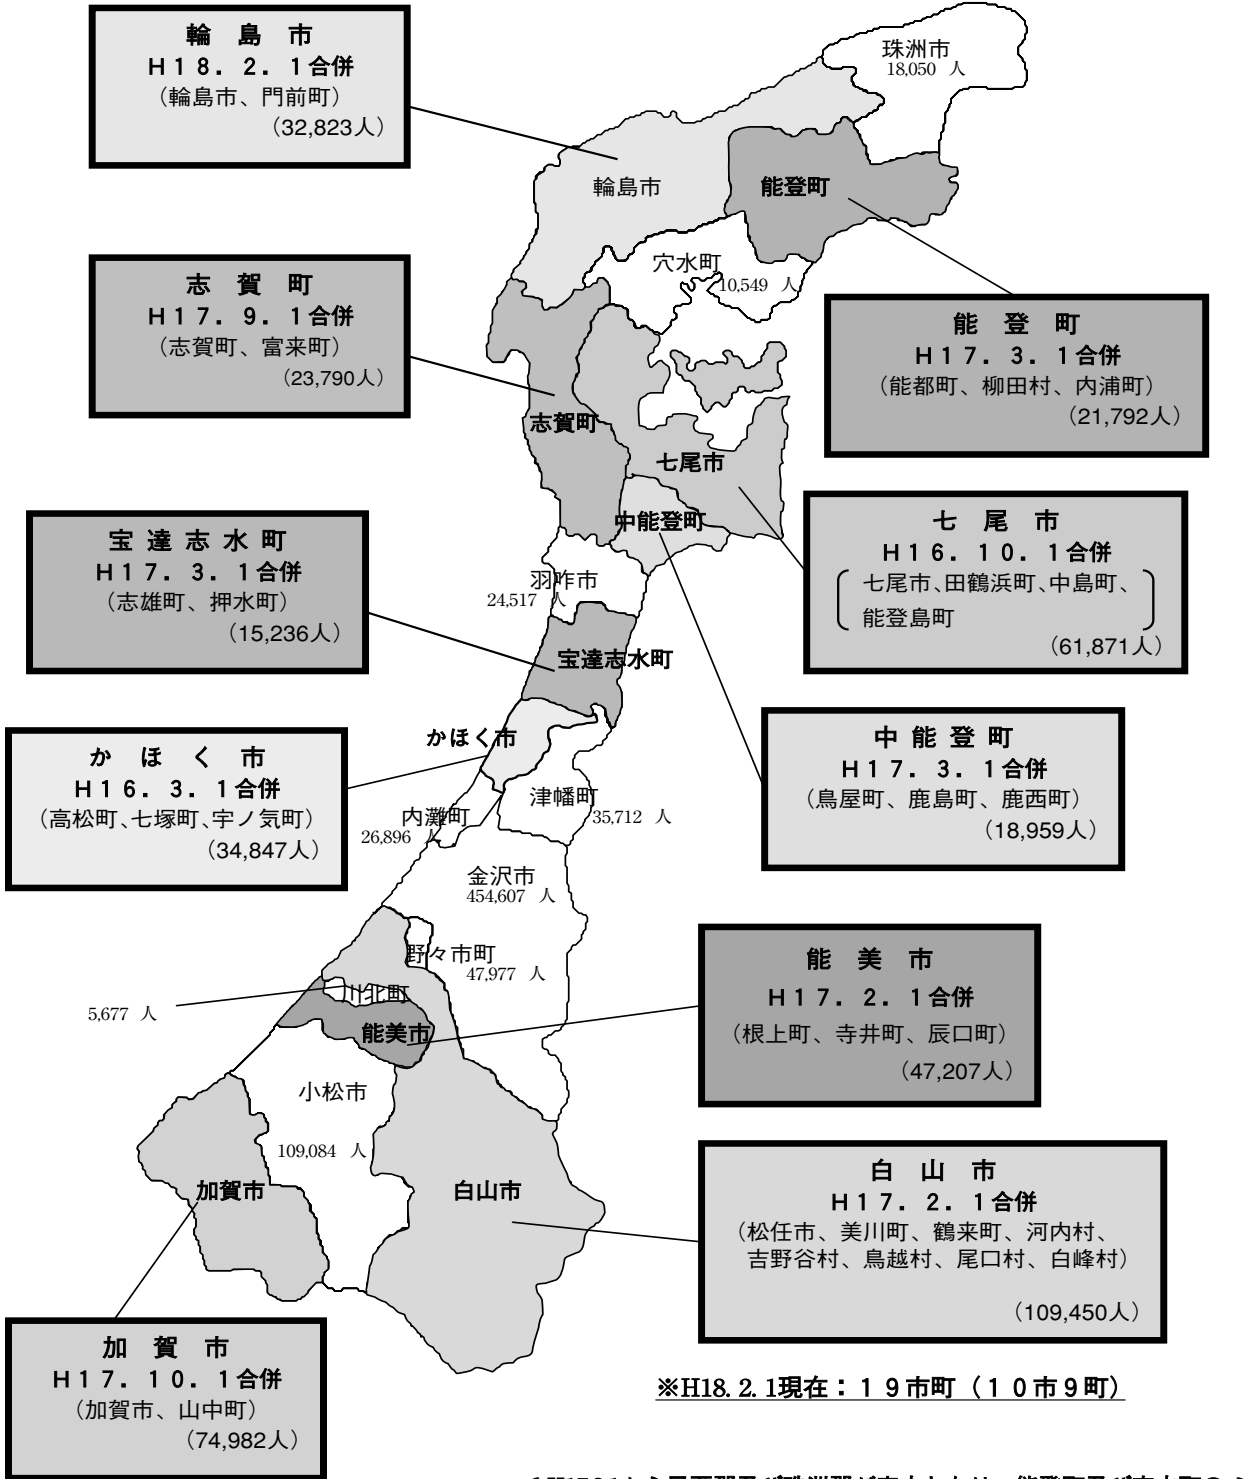 輪 島 市
H18．2．1合併
（輪島市、門前町）
（32,823人）
珠洲市
18,050 人
輪島市
能登町
穴水町
10,549 人
志 賀 町
H17．9．1合併
（志賀町、富来町）
（23,790人）
能 登 町
H17．3．1合併
（能都町、柳田村、内浦町）
（21,792人）
志賀町
七尾市
中能登町
七 尾 市
H16．10．1合併
七尾市、田鶴浜町、中島町、
能登島町
（61,871人）
宝 達 志 水 町
H17．3．1合併
（志雄町、押水町）
（15,236人）
羽咋市
24,517 人
宝達志水町
中 能 登 町
H17．3．1合併
（鳥屋町、鹿島町、鹿西町）
（18,959人）
か ほ く 市
H16．3．1合併
（高松町、七塚町、宇ノ気町）
（34,847人）
かほく市
津幡町
35,712 人
内灘町
26,896 人
金沢市
454,607 人
野々市町
47,977 人
川北町
5,677 人
能美市
能 美 市
H17．2．1合併
（根上町、寺井町、辰口町）
（47,207人）
小松市
109,084 人
加賀市
白山市
白 山 市
H17．2．1合併
（松任市、美川町、鶴来町、河内村、
吉野谷村、鳥越村、尾口村、白峰村）
（109,450人）
加 賀 市
H17．10．1合併
（加賀市、山中町）
（74,982人）
※H18.2.1現在：19市町（10市9町）